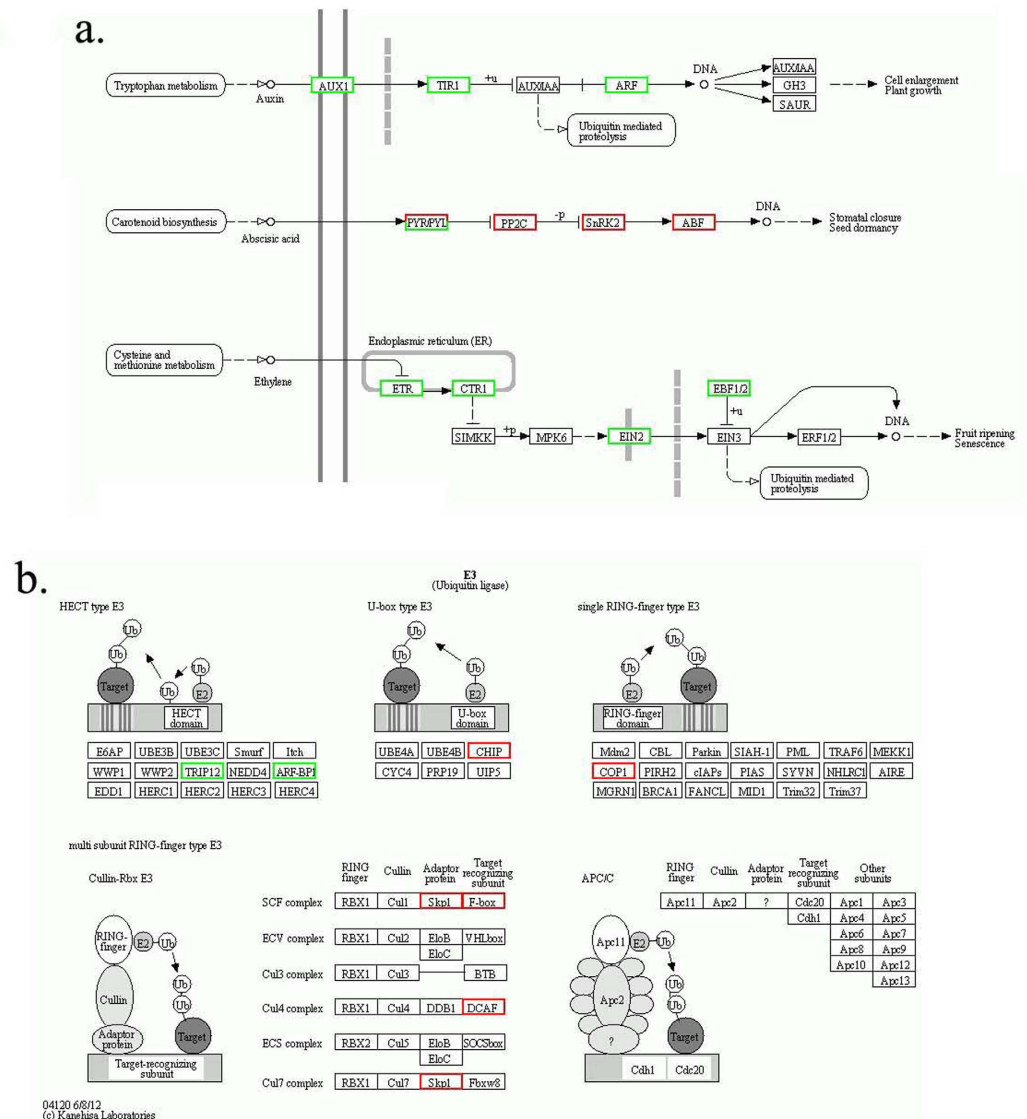 a.
Tryptophan metabolism
Auxin
AUX1
TIR1
+u
AUX/IAA
ARF
DNA
AUX/IAA
GH3
SAUR
Cell enlargement
Plant growth
Ubiquitin mediated
proteolysis
Carotenoid biosynthesis
Abscisic acid
PYR/PYL
PP2C
-p
SnRK2
ABF
DNA
Stomatal closure
Seed dormancy
Cysteine and
methionine metabolism
Ethylene
Endoplasmic reticulum (ER)
ETR
CTR1
SIMKK
+p
MPK6
EIN2
EBF1/2
+u
EIN3
ERF1/2
DNA
Fruit ripening
Senescence
Ubiquitin mediated
proteolysis
b.
E3
(Ubiquitin ligase)
HECT type E3
Ub
Ub
Target
Ub
Ub
E2
HECT
domain
E6AP UBE3B UBE3C Smurf Itch
WWP1 WWP2 TRIP12 NEDD4 ARF-BP1
EDD1 HERC1 HERC2 HERC3 HERC4
U-box type E3
Ub
Ub
Target
Ub
E2
U-box
domain
UBE4A UBE4B CHIP
CYC4 PRP19 UIP5
single RING-finger type E3
Ub
Ub
Ub
E2
Target
RING-finger
domain
Mdm2 CBL Parkin SIAH-1 PML TRAF6 MEKK1
COP1 PIRH2 cIAPs PIAS SYVN NHLRC1 AIRE
MGRN1 BRCA1 FANCL MID1 Trim32 Trim37
multi subunit RING-finger type E3
Cullin-Rbx E3
RING-
finger
E2
Ub
Cullin
Ub
Ub
Adaptor
protein
Target
Target-recognizing
subunit
RING
finger
Cullin
Adaptor
protein
Target
recognizing
subunit
SCF complex RBX1 Cul1 Skp1 F-box
ECV complex RBX1 Cul2 EloB VHLbox
EloC
Cul3 complex RBX1 Cul3 BTB
Cul4 complex RBX1 Cul4 DDB1 DCAF
ECS complex RBX2 Cul5 EloB SOCSbox
EloC
Cul7 complex RBX1 Cul7 Skp1 Fbxw8
APC/C
RING
finger
Cullin
Adaptor
protein
Target
recognizing
subunit
Other
subunits
Apc11 Apc2 ? Cdc20 Apc1 Apc3
Cdh1 Apc4 Apc5
Apc6 Apc7
Apc8 Apc9
Apc10 Apc12
Apc13
Apc11
E2
Ub
Apc2
Ub
Ub
?
Target
Cdh1 Cdc20
04120 6/8/12
(c) Kanehisa Laboratories